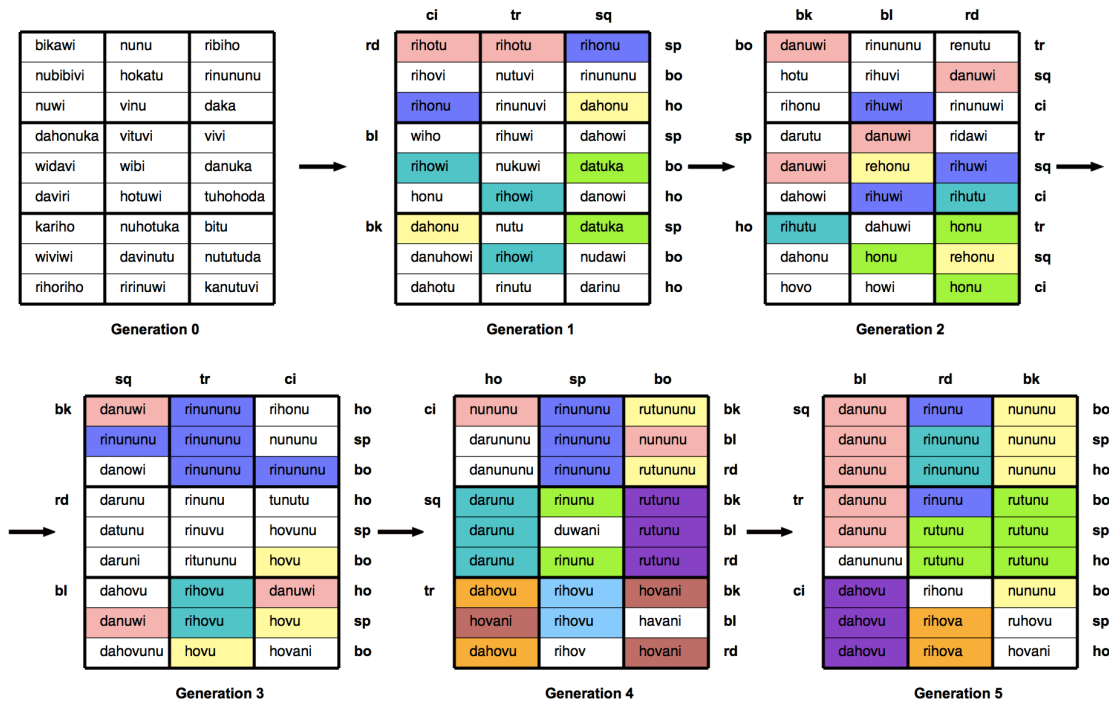 ci tr sq bk bl rd
bikawi nunu ribiho rd rihotu rihotu rihonu sp bo danuwi rinununu renutu tr
nubibivi hokatu rinununu rihovi nutuvi rinununu bo hotu rihuvi danuwi sq
nuwi vinu daka rihonu rinunuvi dahonu ho rihonu rihuwi rinunuwi ci
dahonuka vituvi vivi bl wiho rihuwi dahowi sp sp darutu danuwi ridawi tr
widavi wibi danuka rihowi nukuwi datuka bo danuwi rehonu rihuwi sq
daviri hotuwi tuhohoda honu rihowi danowi ho dahowi rihuwi rihutu ci
kariho nuhotuka bitu bk dahonu nutu datuka sp ho rihutu dahuwi honu tr
wiviwi davinutu nututuda danuhowi rihowi nudawi bo dahonu honu rehonu sq
rihoriho ririnuwi kanutuvi dahotu rinutu darinu ho hovo howi honu ci
Generation 0 Generation 1 Generation 2
sq tr ci ho sp bo bl rd bk
bk danuwi rinununu rihonu ho ci nununu rinununu rutununu bk sq danunu rinunu nununu bo
rinununu rinununu nununu sp darununu rinununu nununu bl danunu rinununu nununu sp
danowi rinununu rinununu bo danununu rinununu rutununu rd danunu rinununu nununu ho
rd darunu rinunu tunutu ho sq darunu rinunu rutunu bk tr danunu rinunu rutunu bo
datunu rinuvu hovunu sp darunu duwani rutunu bl danunu rutunu rutunu sp
daruni ritununu hovu bo darunu rinunu rutunu rd danununu rutunu rutunu ho
bl dahovu rihovu danuwi ho tr dahovu rihovu hovani bk ci dahovu rihonu nununu bo
danuwi rihovu hovu sp hovani rihovu havani bl dahovu rihova ruhovu sp
dahovunu hovu hovani bo dahovu rihov hovani rd dahovu rihova hovani ho
Generation 3 Generation 4 Generation 5